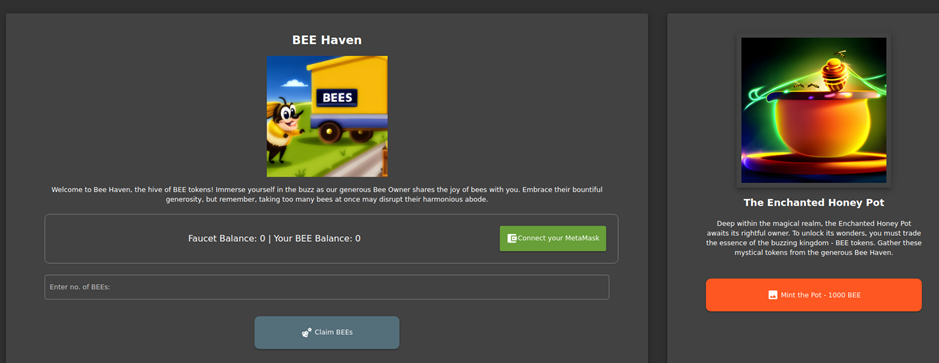 BEE Haven
BEES
Welcome to Bee Haven, the hive of BEE tokens! Immerse yourself in the buzz as our generous Bee Owner shares the joy of bees with you. Embrace their bountiful
generosity, but remember, taking too many bees at once may disrupt their harmonious abode.
Faucet Balance: 0 | Your BEE Balance: 0
Connect your MetaMask
Enter no. of BEEs:
Claim BEEs
The Enchanted Honey Pot
Deep within the magical realm, the Enchanted Honey Pot
awaits its rightful owner. To unlock its wonders, you must trade
the essence of the buzzing kingdom - BEE tokens. Gather these
mystical tokens from the generous Bee Haven.
Mint the Pot - 1000 BEE